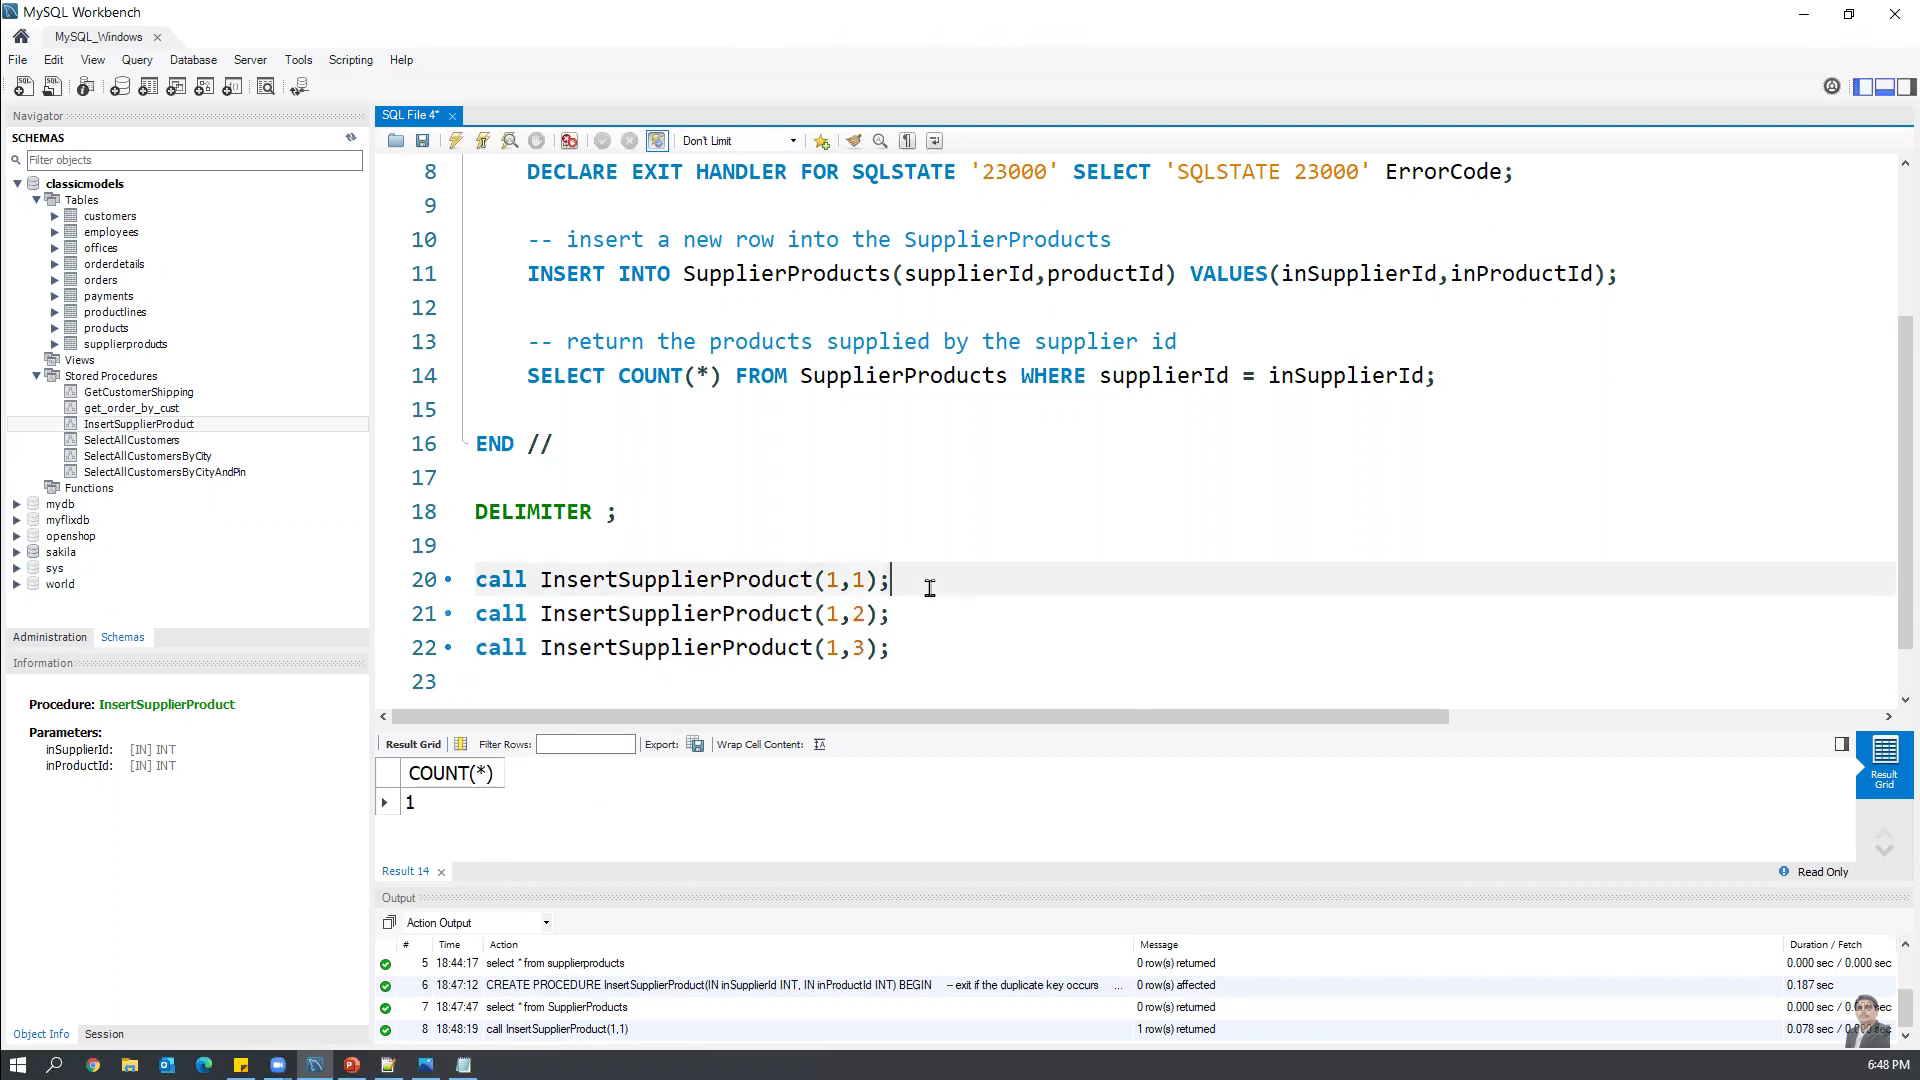 MySQL Workbench
MySQL_Windows
File Edit View Query Database Server Tools Scripting Help
Navigator
SCHEMAS
Filter objects
classicmodels
Tables
customers
employees
offices
orderdetails
orders
payments
productlines
products
supplierproducts
Views
Stored Procedures
GetCustomerShipping
get_order_by_cust
InsertSupplierProduct
SelectAllCustomers
SelectAllCustomersByCity
SelectAllCustomersByCityAndPin
Functions
mydb
myflixdb
openshop
sakila
sys
world
Administration Schemas
Information
Procedure: InsertSupplierProduct
Parameters:
inSupplierId: [IN] INT
inProductId: [IN] INT
Object Info Session
SQL File 4*
Don't Limit
8 DECLARE EXIT HANDLER FOR SQLSTATE '23000' SELECT 'SQLSTATE 23000' ErrorCode;
9
10 -- insert a new row into the SupplierProducts
11 INSERT INTO SupplierProducts(supplierId,productId) VALUES(inSupplierId,inProductId);
12
13 -- return the products supplied by the supplier id
14 SELECT COUNT(*) FROM SupplierProducts WHERE supplierId = inSupplierId;
15
16 END //
17
18 DELIMITER ;
19
20 call InsertSupplierProduct(1,1);
21 call InsertSupplierProduct(1,2);
22 call InsertSupplierProduct(1,3);
23
Result Grid Filter Rows: Export: Wrap Cell Content:
COUNT(*)
1
Result Grid
Result 14
Read Only
Output
Action Output
# Time Action Message Duration / Fetch
5 18:44:17 select * from supplierproducts 0 row(s) returned 0.000 sec / 0.000 sec
6 18:47:12 CREATE PROCEDURE InsertSupplierProduct(IN inSupplierId INT, IN inProductId INT) BEGIN -- exit if the duplicate key occurs ... 0 row(s) affected 0.187 sec
7 18:47:47 select * from SupplierProducts 0 row(s) returned 0.000 sec / sec
8 18:48:19 call InsertSupplierProduct(1,1) 1 row(s) returned 0.078 sec / sec
6:48 PM